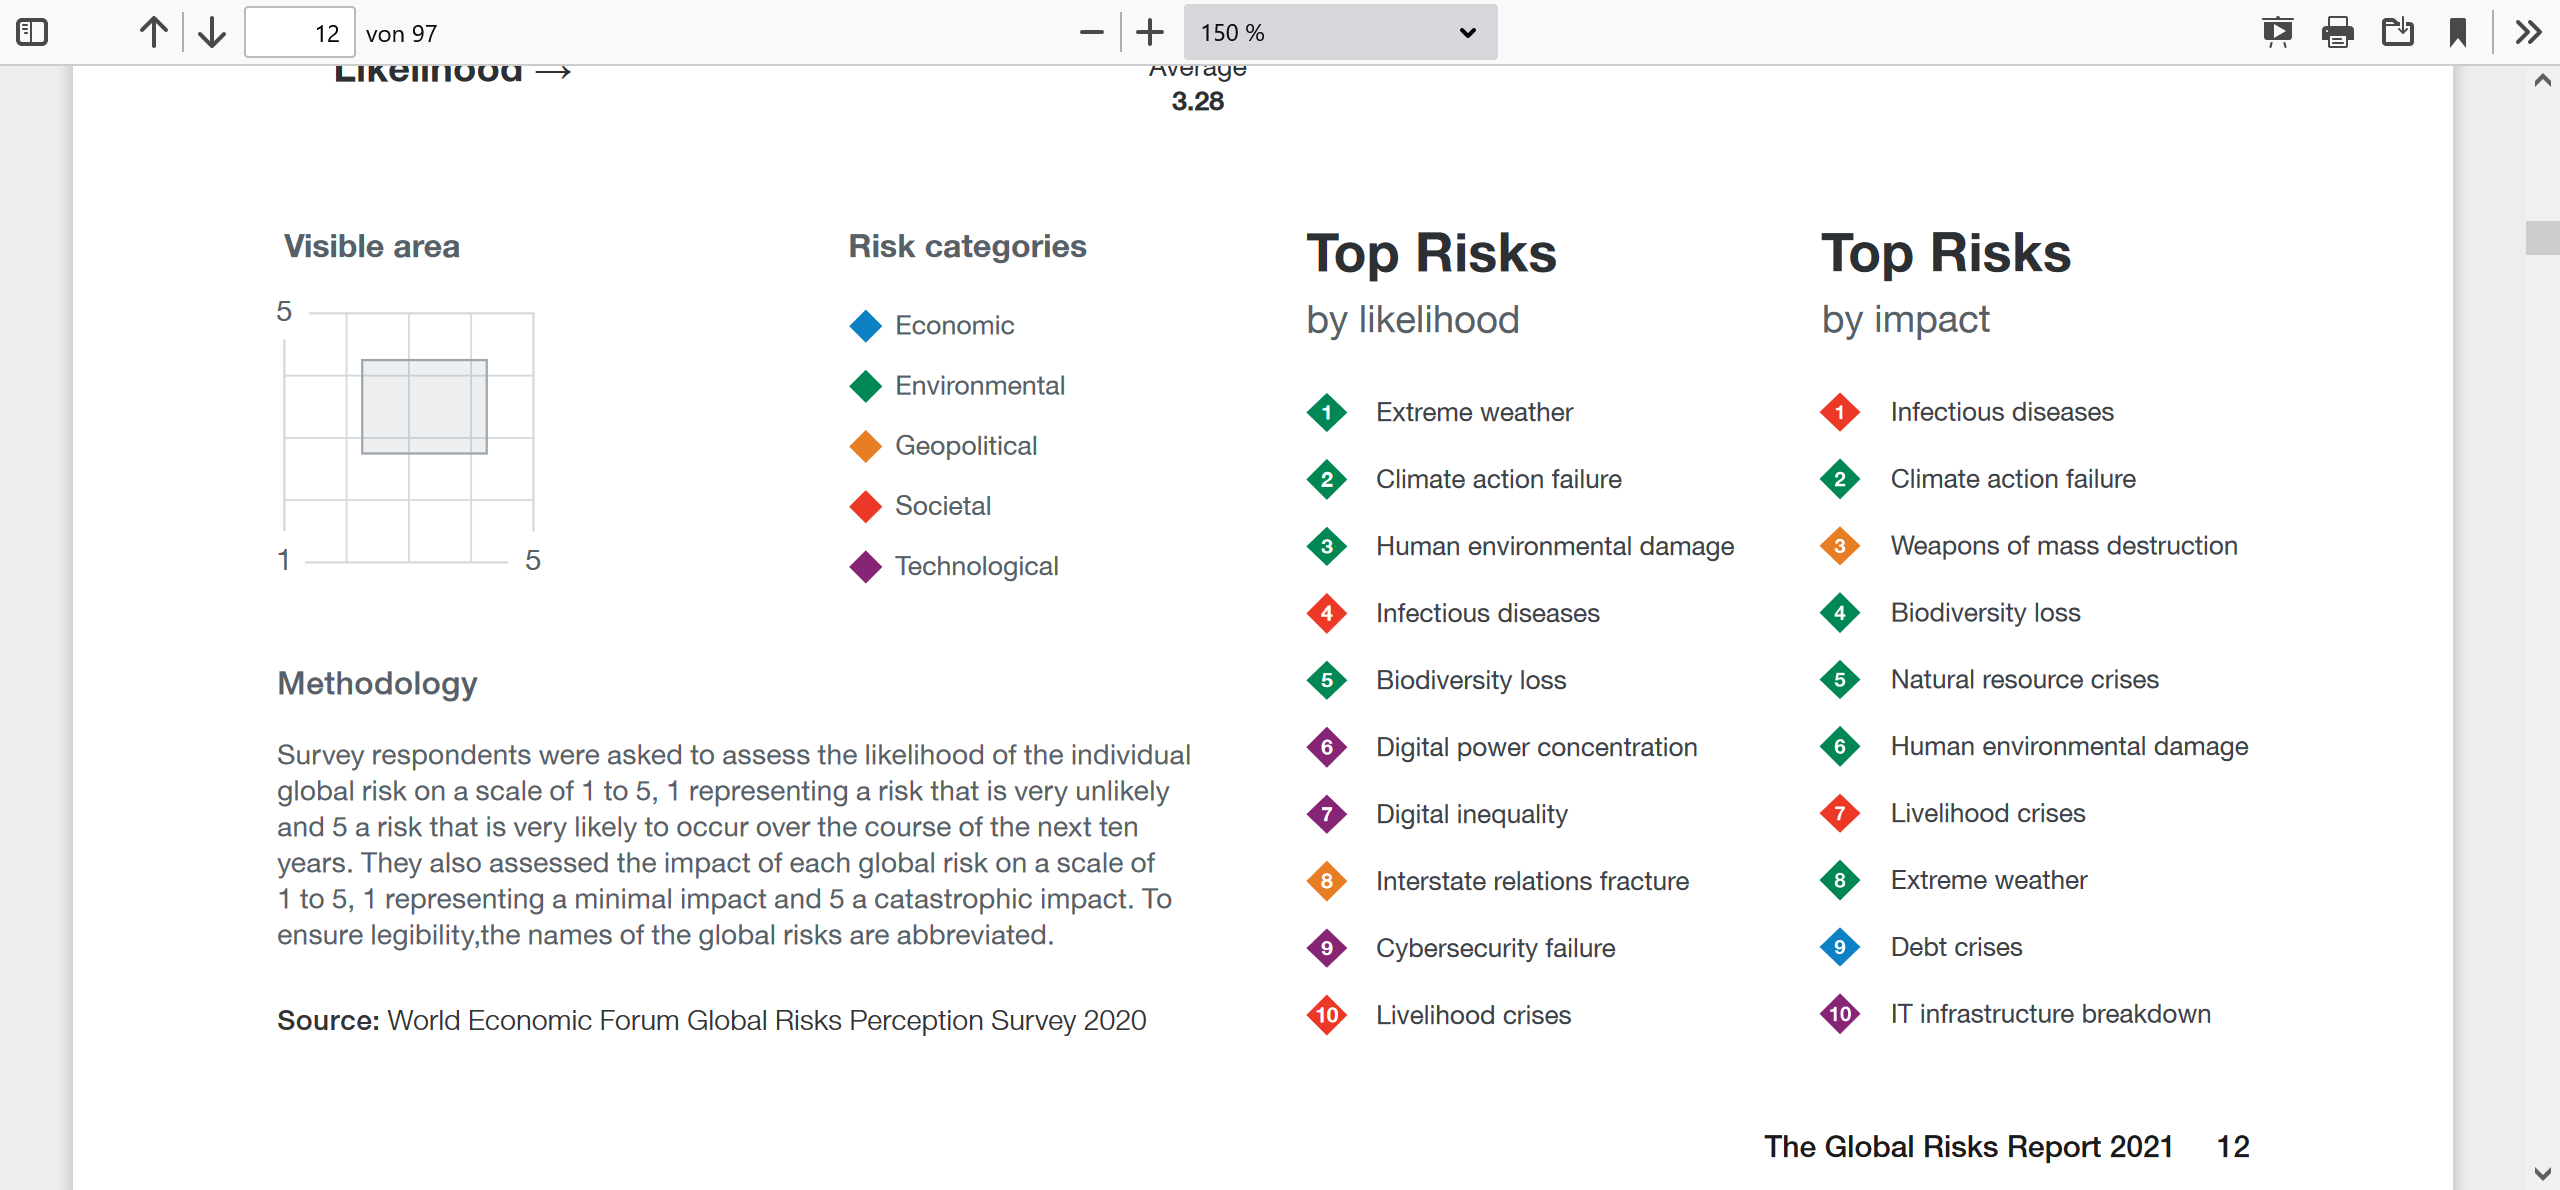 12 von 97
150 %
Likelihood →
Average
3.28
Visible area
5
1
5
Risk categories
Economic
Environmental
Geopolitical
Societal
Technological
Methodology
Survey respondents were asked to assess the likelihood of the individual
global risk on a scale of 1 to 5, 1 representing a risk that is very unlikely
and 5 a risk that is very likely to occur over the course of the next ten
years. They also assessed the impact of each global risk on a scale of
1 to 5, 1 representing a minimal impact and 5 a catastrophic impact. To
ensure legibility,the names of the global risks are abbreviated.
Source: World Economic Forum Global Risks Perception Survey 2020
Top Risks
by likelihood
1 Extreme weather
2 Climate action failure
3 Human environmental damage
4 Infectious diseases
5 Biodiversity loss
6 Digital power concentration
7 Digital inequality
8 Interstate relations fracture
9 Cybersecurity failure
10 Livelihood crises
Top Risks
by impact
1 Infectious diseases
2 Climate action failure
3 Weapons of mass destruction
4 Biodiversity loss
5 Natural resource crises
6 Human environmental damage
7 Livelihood crises
8 Extreme weather
9 Debt crises
10 IT infrastructure breakdown
The Global Risks Report 2021 12